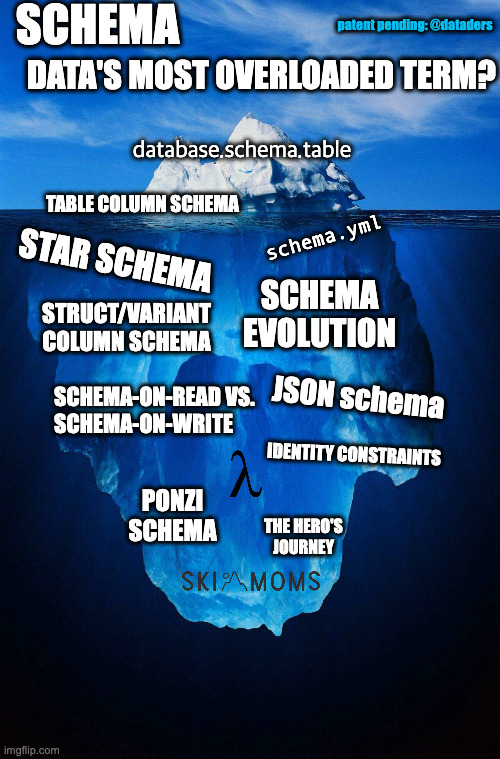 SCHEMA
patent pending: @dataders
DATA'S MOST OVERLOADED TERM?
database.schema.table
TABLE COLUMN SCHEMA
schema.yml
STAR SCHEMA
SCHEMA
EVOLUTION
STRUCT/VARIANT
COLUMN SCHEMA
JSON schema
SCHEMA-ON-READ VS.
SCHEMA-ON-WRITE
IDENTITY CONSTRAINTS
λ
PONZI
SCHEMA
THE HERO'S
JOURNEY
SKI MOMS
imgflip.com